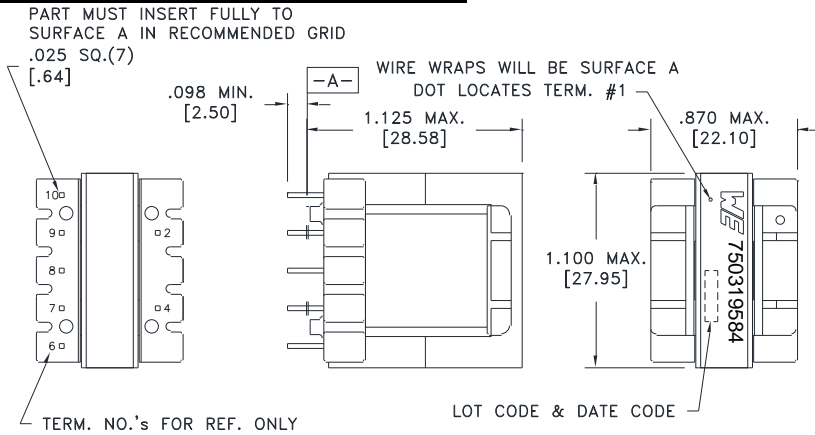 PART MUST INSERT FULLY TO
SURFACE A IN RECOMMENDED GRID
.025 SQ.(7)
[.64]
.098 MIN.
[2.50]
-A-
WIRE WRAPS WILL BE SURFACE A
DOT LOCATES TERM. #1
1.125 MAX.
[28.58]
.870 MAX.
[22.10]
10
9
2
8
7
4
6
1.100 MAX.
[27.95]
WE 750319584
TERM. NO.'s FOR REF. ONLY
LOT CODE & DATE CODE